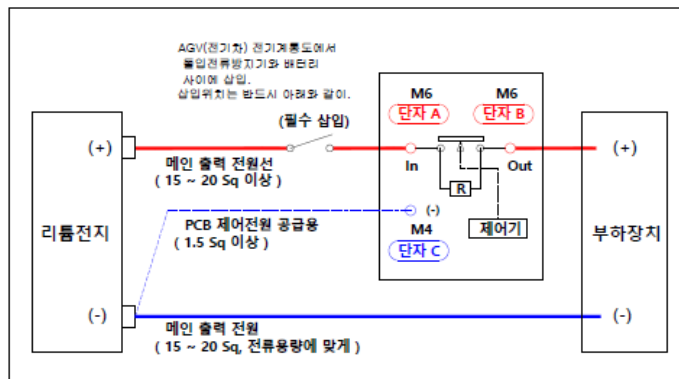 AGV(전기차) 전기계통도에서
돌입전류방지기와 배터리
사이에 삽입.
삽입위치는 반드시 아래와 같이.
(필수 삽입)
M6
M6
단자 A
단자 B
(+)
(+)
In
Out
메인 출력 전원선
( 15 ~ 20 Sq 이상 )
R
(-)
PCB 제어전원 공급용
( 1.5 Sq 이상 )
M4
제어기
리튬전지
부하장치
단자 C
(-)
(-)
메인 출력 전원
( 15 ~ 20 Sq, 전류용량에 맞게 )